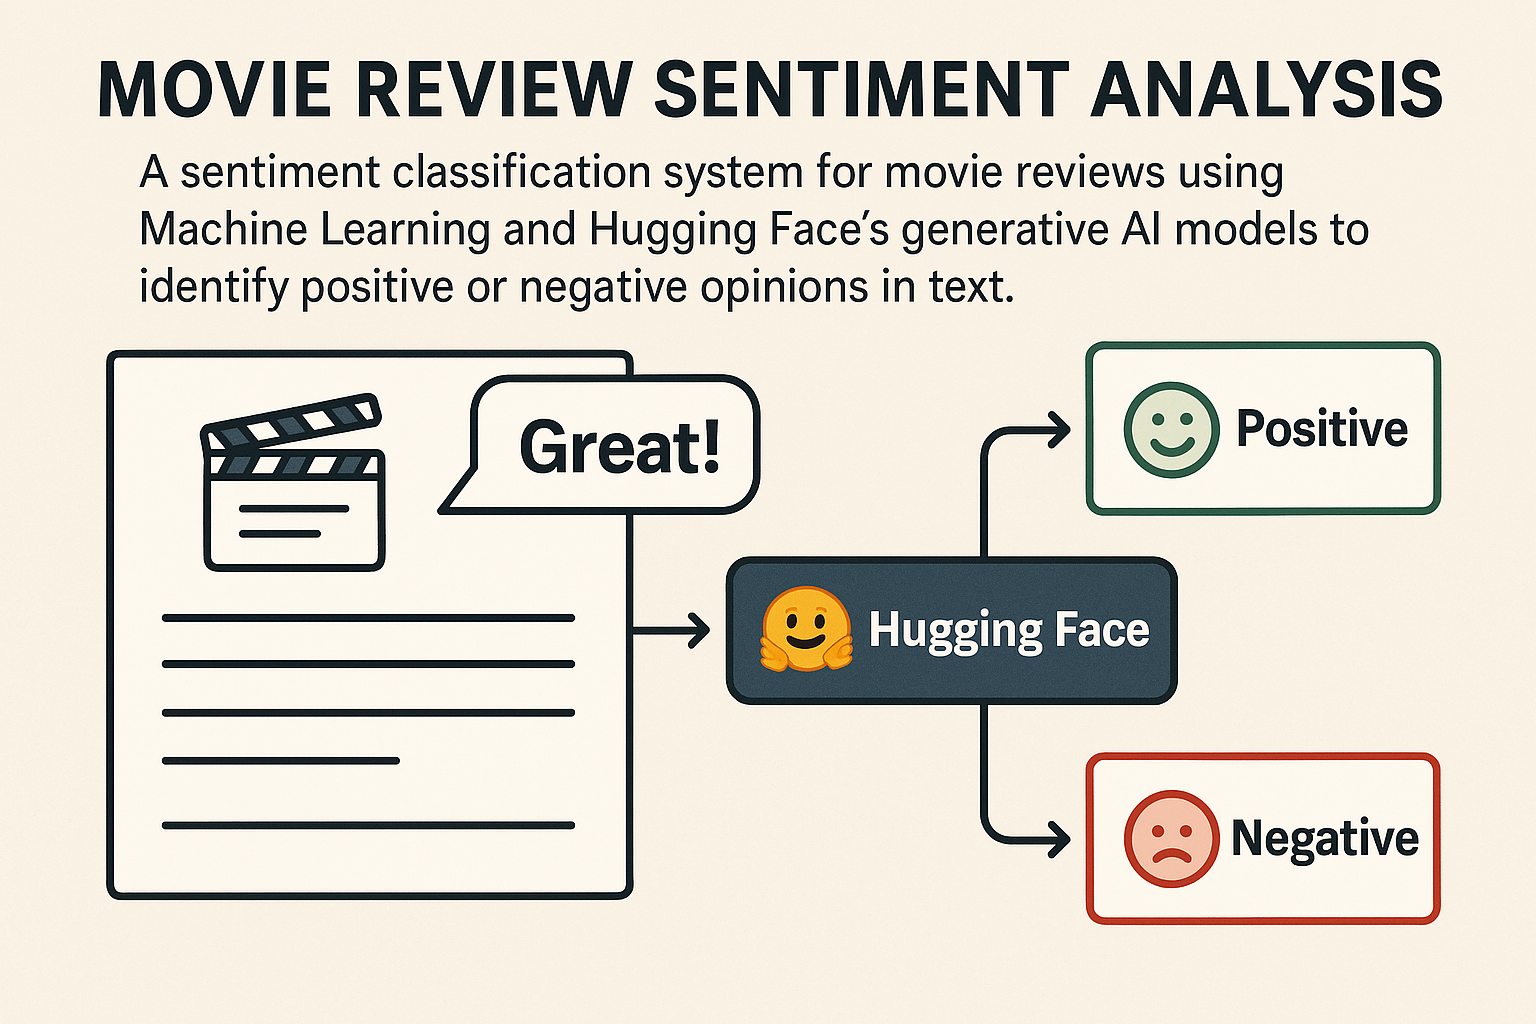 MOVIE REVIEW SENTIMENT ANALYSIS
A sentiment classification system for movie reviews using
Machine Learning and Hugging Face’s generative AI models to
identify positive or negative opinions in text.
Great!
Positive
Hugging Face
Negative